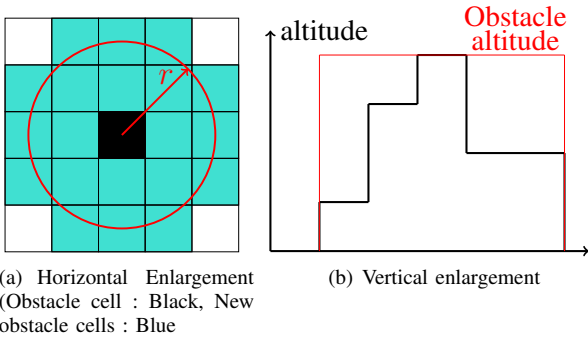 r
altitude
Obstacle
altitude
(a) Horizontal Enlargement
(Obstacle cell : Black, New
obstacle cells : Blue
(b) Vertical enlargement